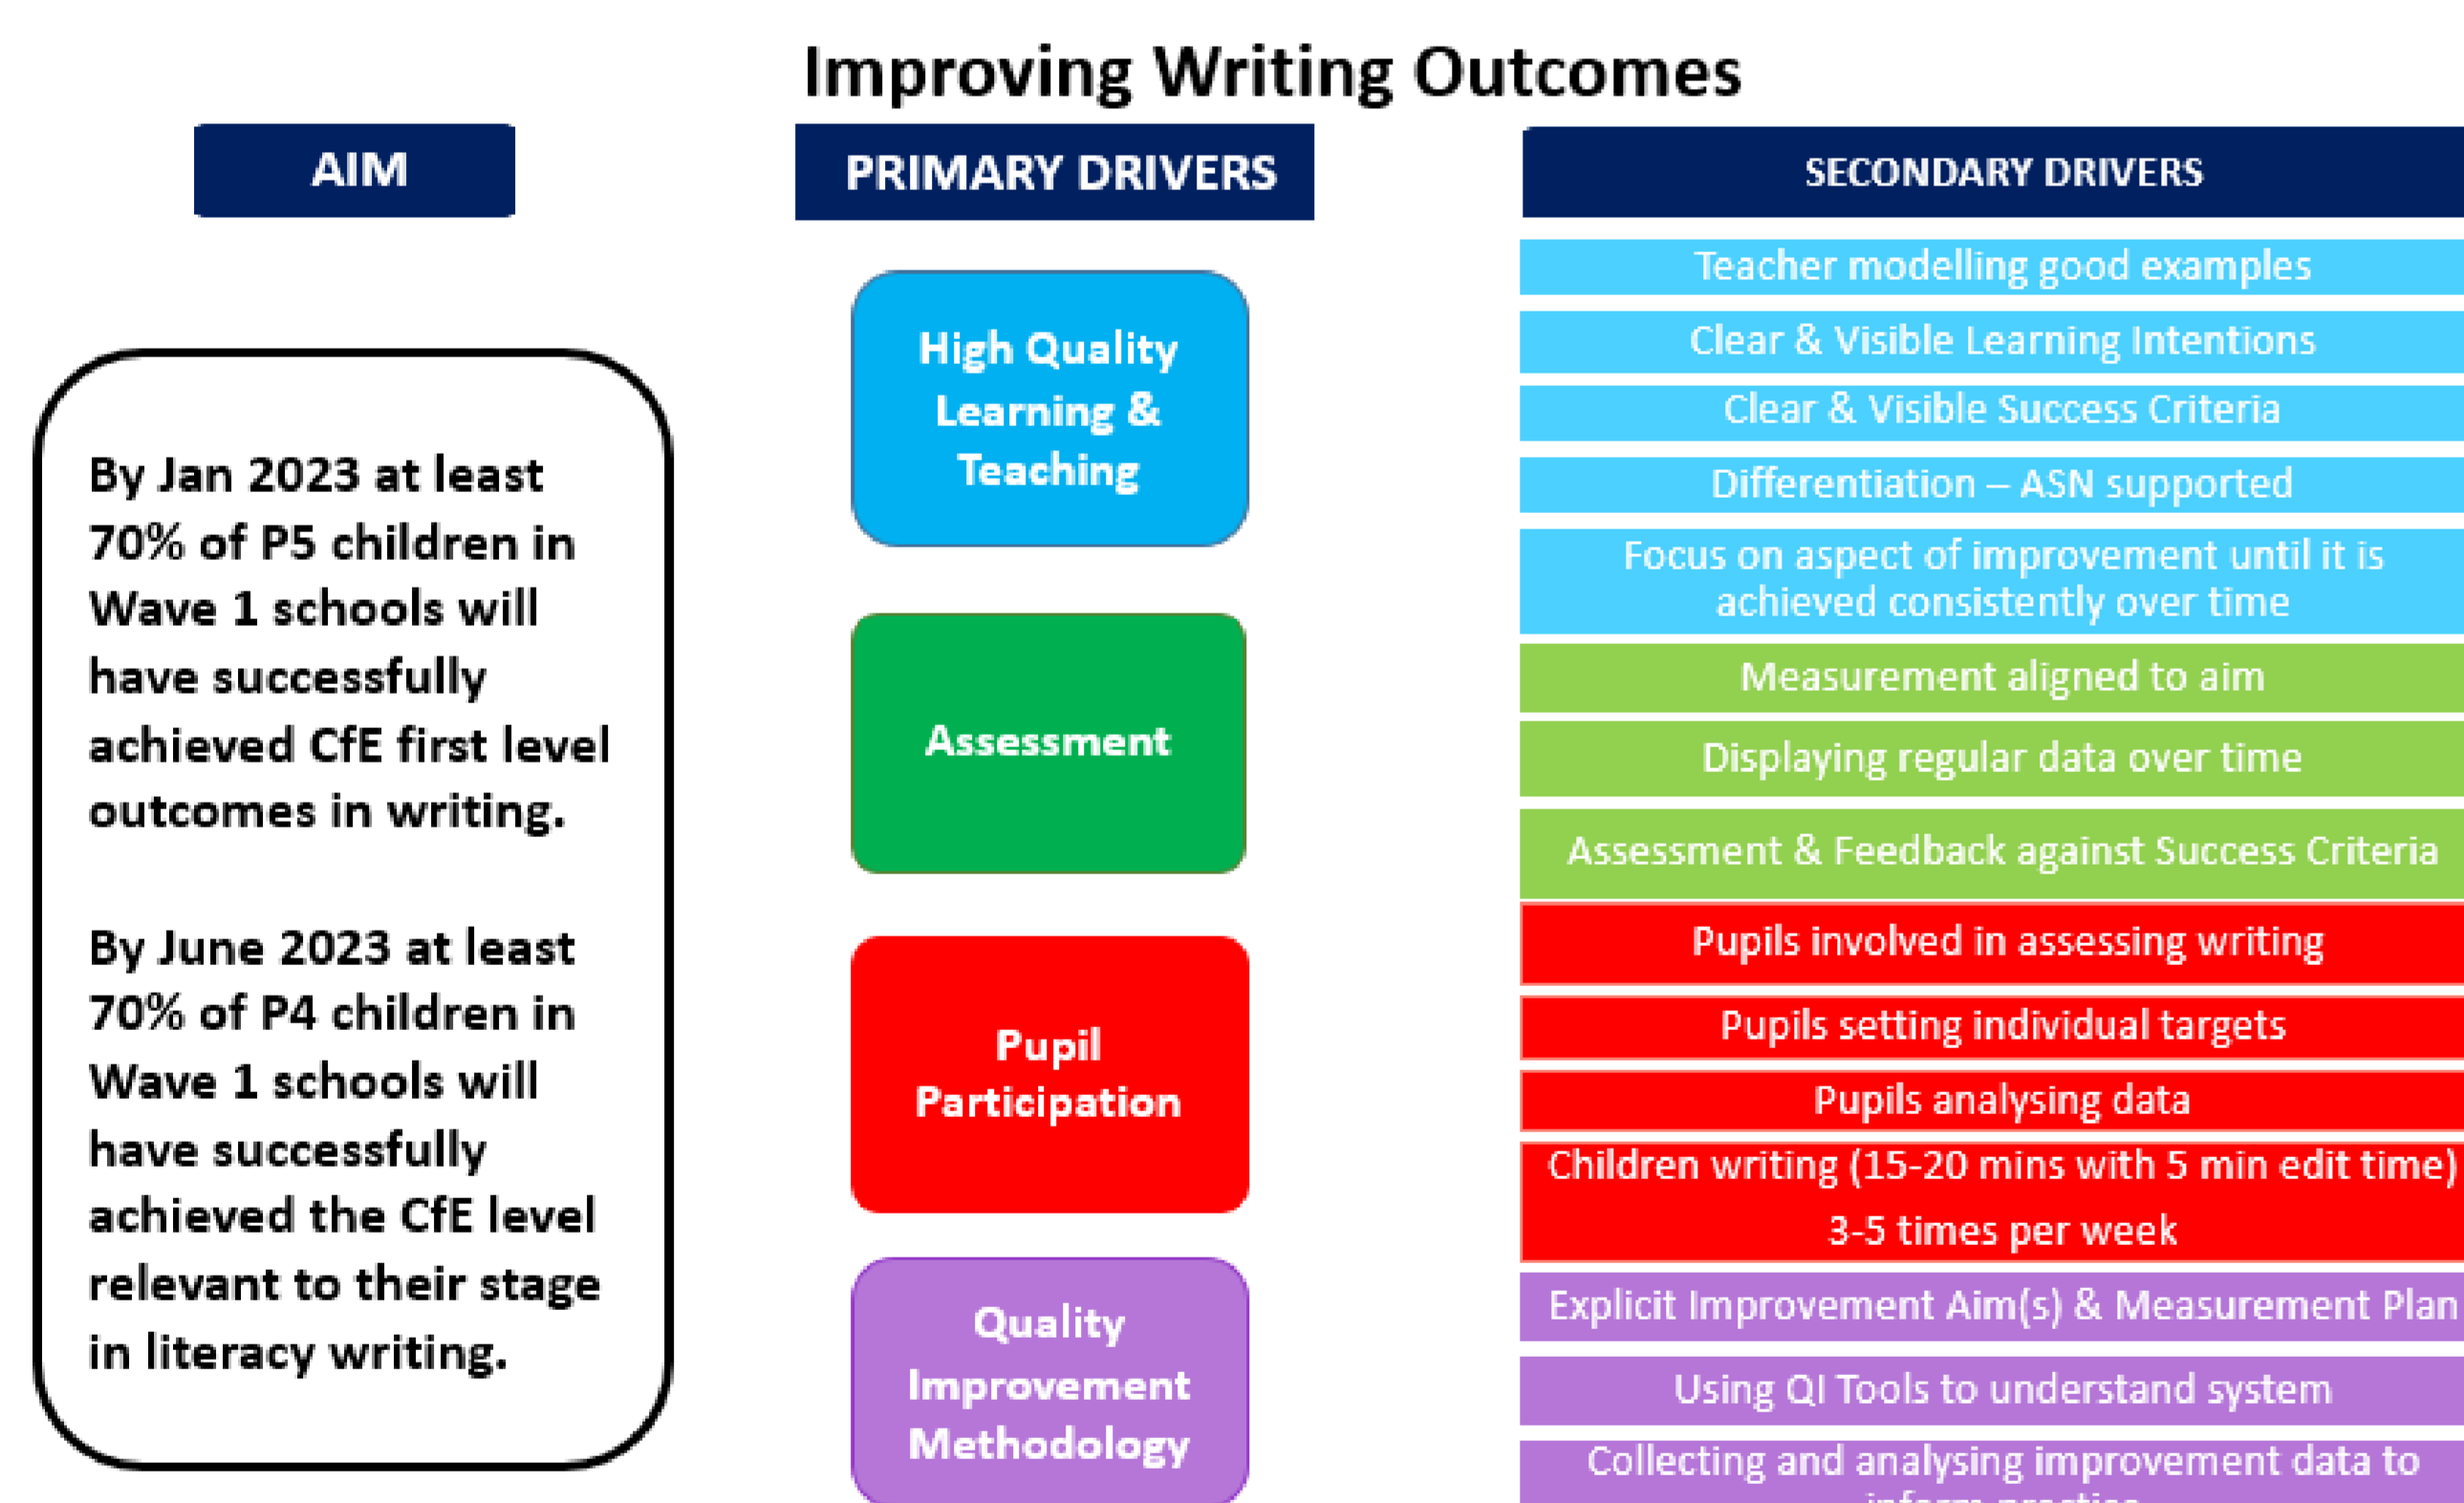 Improving Writing Outcomes
AIM
PRIMARY DRIVERS
SECONDARY DRIVERS
By Jan 2023 at least
70% of P5 children in
Wave 1 schools will
have successfully
achieved CfE first level
outcomes in writing.
By June 2023 at least
70% of P4 children in
Wave 1 schools will
have successfully
achieved the CfE level
relevant to their stage
in literacy writing.
High Quality
Learning &
Teaching
Assessment
Pupil
Participation
Quality
Improvement
Methodology
Teacher modelling good examples
Clear & Visible Learning Intentions
Clear & Visible Success Criteria
Differentiation – ASN supported
Focus on aspect of improvement until it is
achieved consistently over time
Measurement aligned to aim
Displaying regular data over time
Assessment & Feedback against Success Criteria
Pupils involved in assessing writing
Pupils setting individual targets
Pupils analysing data
Children writing (15-20 mins with 5 min edit time)
3-5 times per week
Explicit Improvement Aim(s) & Measurement Plan
Using QI Tools to understand system
Collecting and analysing improvement data to